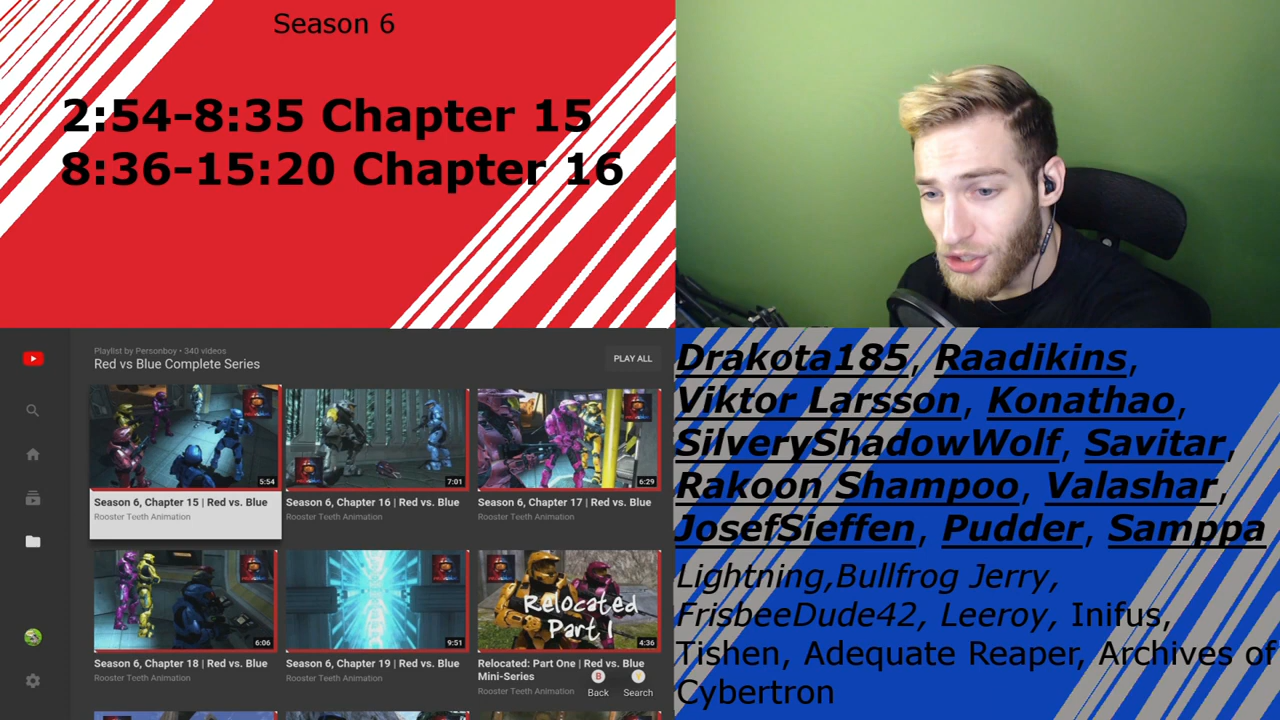 Season 6
2:54-8:35 Chapter 15
8:36-15:20 Chapter 16
Playlist by Personboy • 340 videos
Red vs Blue Complete Series
PLAY ALL
5:54
7:01
6:29
Season 6, Chapter 15 | Red vs. Blue
Rooster Teeth Animation
Season 6, Chapter 16 | Red vs. Blue
Rooster Teeth Animation
Season 6, Chapter 17 | Red vs. Blue
Rooster Teeth Animation
Relocated
Part 1
6:06
9:51
4:36
Season 6, Chapter 18 | Red vs. Blue
Rooster Teeth Animation
Season 6, Chapter 19 | Red vs. Blue
Rooster Teeth Animation
Relocated: Part One | Red vs. Blue
Mini-Series
Rooster Teeth Animation
B
Y
Back
Search
Drakota185, Raadikins,
Viktor Larsson, Konathao,
SilveryShadowWolf, Savitar,
Rakoon Shampoo, Valashar,
JosefSieffen, Pudder, Samppa
Lightning,Bullfrog Jerry,
FrisbeeDude42, Leeroy, Inifus,
Tishen, Adequate Reaper, Archives of
Cybertron